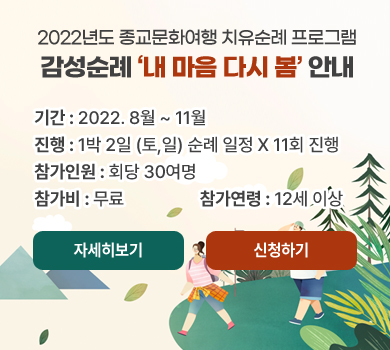 2022년도 종교문화여행 치유순례 프로그램
감성순례 ‘내 마음 다시 봄’ 안내
기간 : 2022. 8월 ~ 11월
진행 : 1박 2일 (토,일) 순례 일정 X 11회 진행
참가인원 : 회당 30여명
참가비 : 무료 참가연령 : 12세 이상
자세히보기 신청하기